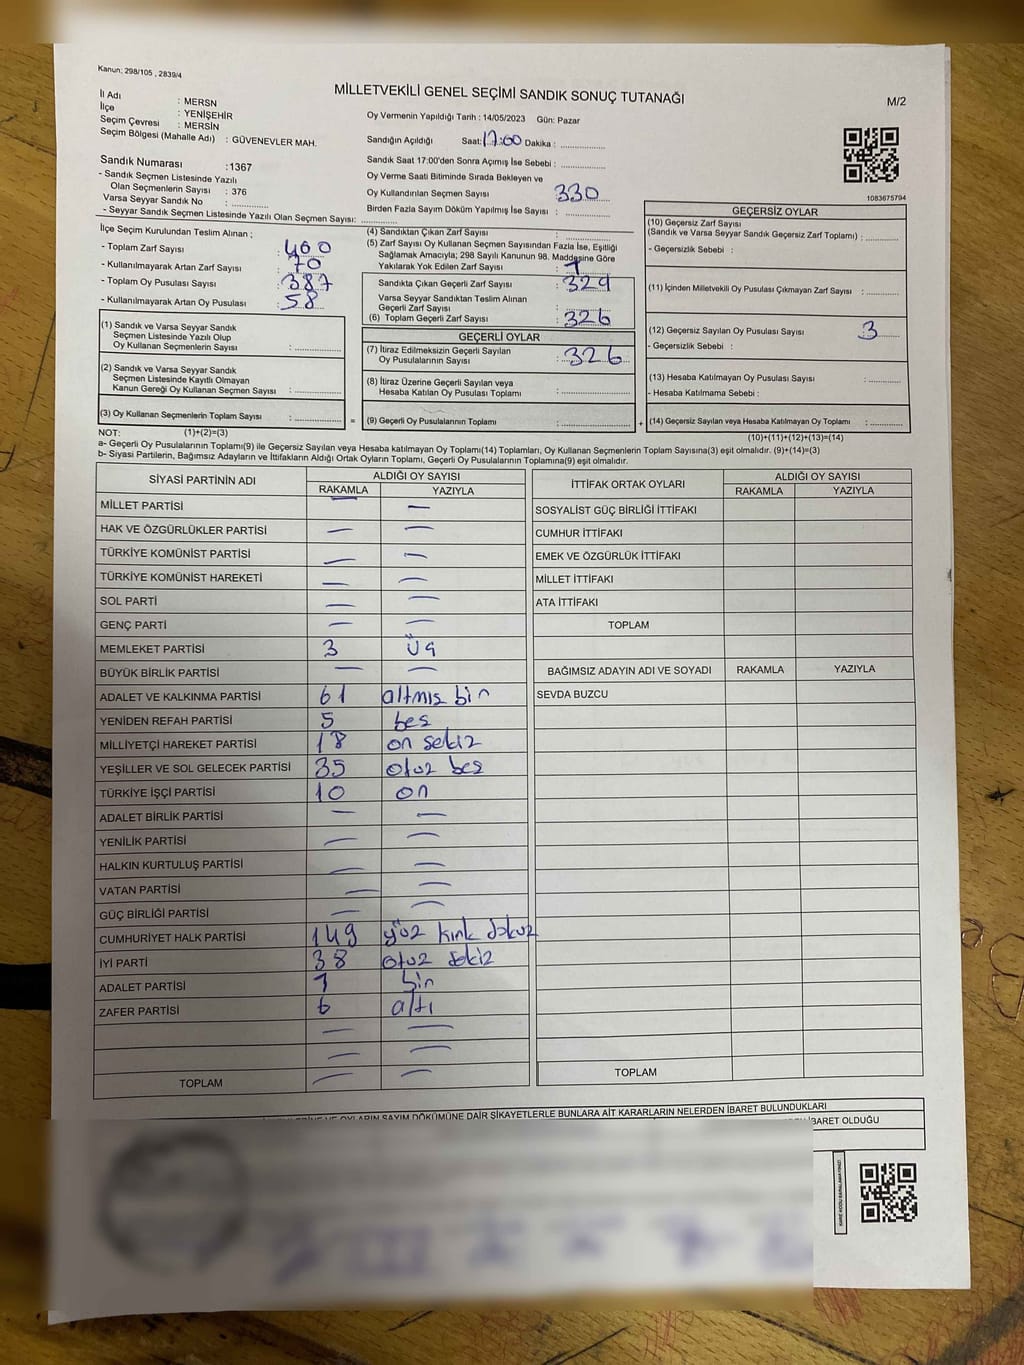 Kanun: 298/105 , 2839/4
MİLLETVEKİLİ GENEL SEÇİMİ SANDIK SONUÇ TUTANAĞI
M/2
İl Adı : MERSN
İlçe : YENİŞEHİR
Seçim Çevresi : MERSİN
Seçim Bölgesi (Mahalle Adı) : GÜVENEVLER MAH.
Sandık Numarası : 1367
- Sandık Seçmen Listesinde Yazılı
Olan Seçmenlerin Sayısı : 376
Varsa Seyyar Sandık No : ...............
- Seyyar Sandık Seçmen Listesinde Yazılı Olan Seçmen Sayısı: ...............
Oy Vermenin Yapıldığı Tarih : 14/05/2023 Gün: Pazar
Sandığın Açıldığı Saat: 17:00 Dakika : ...............
Sandık Saat 17:00'den Sonra Açımış İse Sebebi : ...............
Oy Verme Saati Bitiminde Sırada Bekleyen ve
Oy Kullandırılan Seçmen Sayısı 330
Birden Fazla Sayım Döküm Yapılmış İse Sayısı : ...............
1083675794
İlçe Seçim Kurulundan Teslim Alınan ;
- Toplam Zarf Sayısı : 400
- Kullanılmayarak Artan Zarf Sayısı : 70
- Toplam Oy Pusulası Sayısı : 387
- Kullanılmayarak Artan Oy Pusulası : 58
(1) Sandık ve Varsa Seyyar Sandık
Seçmen Listesinde Yazılı Olup
Oy Kullanan Seçmenlerin Sayısı : ...............
(2) Sandık ve Varsa Seyyar Sandık
Seçmen Listesinde Kayıtlı Olmayan
Kanun Gereği Oy Kullanan Seçmen Sayısı : ...............
(3) Oy Kullanan Seçmenlerin Toplam Sayısı : ...............
(4) Sandıktan Çıkan Zarf Sayısı : ...............
(5) Zarf Sayısı Oy Kullanan Seçmen Sayısından Fazla İse, Eşitliği
Sağlamak Amacıyla; 298 Sayılı Kanunun 98. Maddesine Göre
Yakılarak Yok Edilen Zarf Sayısı : 1
Sandıkta Çıkan Geçerli Zarf Sayısı : 329
Varsa Seyyar Sandıktan Teslim Alınan
Geçerli Zarf Sayısı : ...............
(6) Toplam Geçerli Zarf Sayısı : 326
GEÇERLİ OYLAR
(7) İtiraz Edilmeksizin Geçerli Sayılan
Oy Pusulalarının Sayısı : 326
(8) İtiraz Üzerine Geçerli Sayılan veya
Hesaba Katılan Oy Pusulası Toplamı : ...............
= (9) Geçerli Oy Pusulalarının Toplamı : ...............
GEÇERSİZ OYLAR
(10) Geçersiz Zarf Sayısı
(Sandık ve Varsa Seyyar Sandık Geçersiz Zarf Toplamı) : ...............
- Geçersizlik Sebebi :
(11) İçinden Milletvekili Oy Pusulası Çıkmayan Zarf Sayısı : ...............
(12) Geçersiz Sayılan Oy Pusulası Sayısı : 3
- Geçersizlik Sebebi :
(13) Hesaba Katılmayan Oy Pusulası Sayısı : ...............
- Hesaba Katılmama Sebebi :
+ (14) Geçersiz Sayılan veya Hesaba Katılmayan Oy Toplamı : ...............
NOT: (1)+(2)=(3)
(10)+(11)+(12)+(13)=(14)
a- Geçerli Oy Pusulalarının Toplamı(9) ile Geçersiz Sayılan veya Hesaba katılmayan Oy Toplamı(14) Toplamları, Oy Kullanan Seçmenlerin Toplam Sayısına(3) eşit olmalıdır. (9)+(14)=(3)
b- Siyasi Partilerin, Bağımsız Adayların ve İttifakların Aldığı Ortak Oyların Toplamı, Geçerli Oy Pusulalarının Toplamına(9) eşit olmalıdır.
SİYASİ PARTİNİN ADI ALDIĞI OY SAYISI
RAKAMLA YAZIYLA
MİLLET PARTİSİ — —
HAK VE ÖZGÜRLÜKLER PARTİSİ — —
TÜRKİYE KOMÜNİST PARTİSİ — —
TÜRKİYE KOMÜNİST HAREKETİ — —
SOL PARTİ — —
GENÇ PARTİ — —
MEMLEKET PARTİSİ 3 üç
BÜYÜK BİRLİK PARTİSİ — —
ADALET VE KALKINMA PARTİSİ 61 altmış bir
YENİDEN REFAH PARTİSİ 5 beş
MİLLİYETÇİ HAREKET PARTİSİ 18 on sekiz
YEŞİLLER VE SOL GELECEK PARTİSİ 35 otuz beş
TÜRKİYE İŞÇİ PARTİSİ 10 on
ADALET BİRLİK PARTİSİ — —
YENİLİK PARTİSİ — —
HALKIN KURTULUŞ PARTİSİ — —
VATAN PARTİSİ — —
GÜÇ BİRLİĞİ PARTİSİ — —
CUMHURİYET HALK PARTİSİ 149 yüz kırk dokuz
İYİ PARTİ 38 otuz sekiz
ADALET PARTİSİ 1 bir
ZAFER PARTİSİ 6 altı
— —
— —
TOPLAM — —
İTTİFAK ORTAK OYLARI ALDIĞI OY SAYISI
RAKAMLA YAZIYLA
SOSYALİST GÜÇ BİRLİĞİ İTTİFAKI
CUMHUR İTTİFAKI
EMEK VE ÖZGÜRLÜK İTTİFAKI
MİLLET İTTİFAKI
ATA İTTİFAKI
TOPLAM
BAĞIMSIZ ADAYIN ADI VE SOYADI RAKAMLA YAZIYLA
SEVDA BUZCU
TOPLAM
VE OYLARIN SAYIM DÖKÜMÜNE DAİR ŞİKAYETLERLE BUNLARA AİT KARARLARIN NELERDEN İBARET BULUNDUKLARI
İBARET OLDUĞU